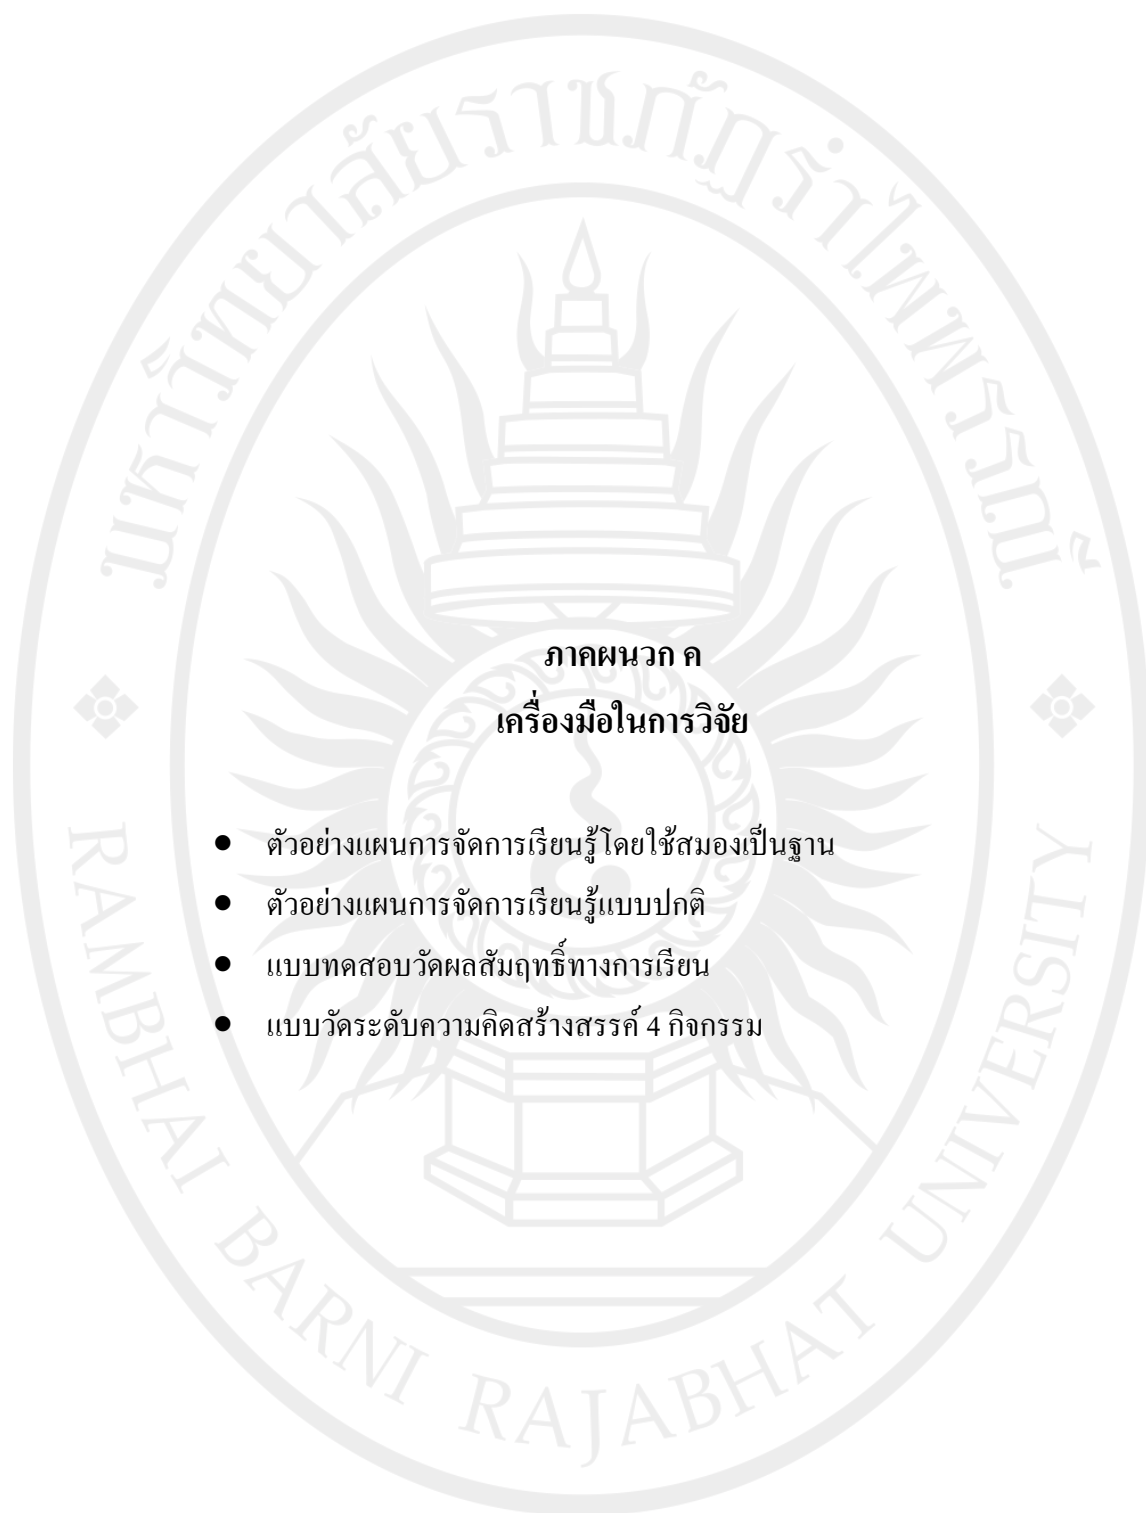 มหาวิทยาลัยราชภัฏรำไพพรรณี
ภาคผนวก ค
เครื่องมือในการวิจัย
● ตัวอย่างแผนการจัดการเรียนรู้โดยใช้สมองเป็นฐาน
● ตัวอย่างแผนการจัดการเรียนรู้แบบปกติ
● แบบทดสอบวัดผลสัมฤทธิ์ทางการเรียน
● แบบวัดระดับความคิดสร้างสรรค์ 4 กิจกรรม
RAMBHAI BARNI RAJABHAT UNIVERSITY